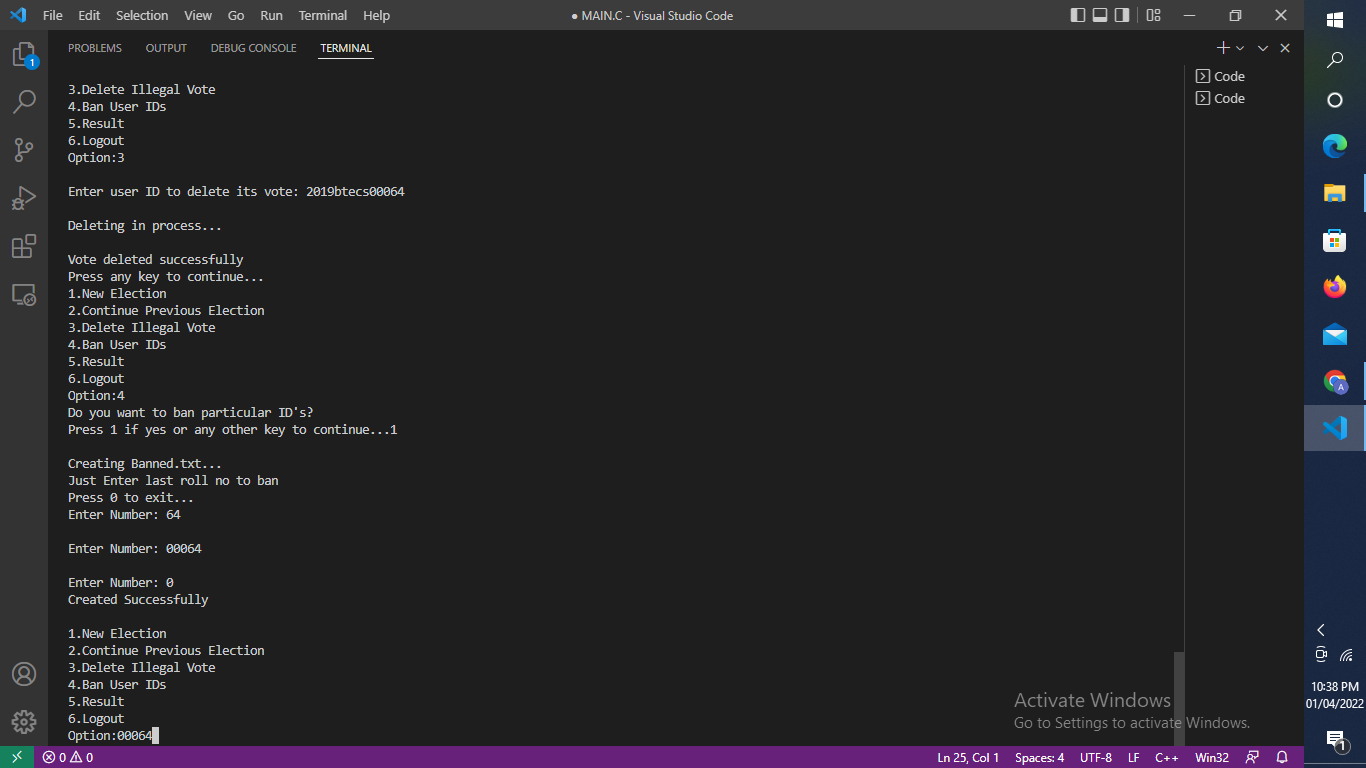 File Edit Selection View Go Run Terminal Help
● MAIN.C - Visual Studio Code
PROBLEMS OUTPUT DEBUG CONSOLE TERMINAL
1
Code
Code
3.Delete Illegal Vote
4.Ban User IDs
5.Result
6.Logout
Option:3
Enter user ID to delete its vote: 2019btecs00064
Deleting in process...
Vote deleted successfully
Press any key to continue...
1.New Election
2.Continue Previous Election
3.Delete Illegal Vote
4.Ban User IDs
5.Result
6.Logout
Option:4
Do you want to ban particular ID's?
Press 1 if yes or any other key to continue...1
Creating Banned.txt...
Just Enter last roll no to ban
Press 0 to exit...
Enter Number: 64
Enter Number: 00064
Enter Number: 0
Created Successfully
1.New Election
2.Continue Previous Election
3.Delete Illegal Vote
4.Ban User IDs
5.Result
6.Logout
Option:00064
Activate Windows
Go to Settings to activate Windows.
0 0
Ln 25, Col 1 Spaces: 4 UTF-8 LF C++ Win32
A
10:38 PM
01/04/2022
1